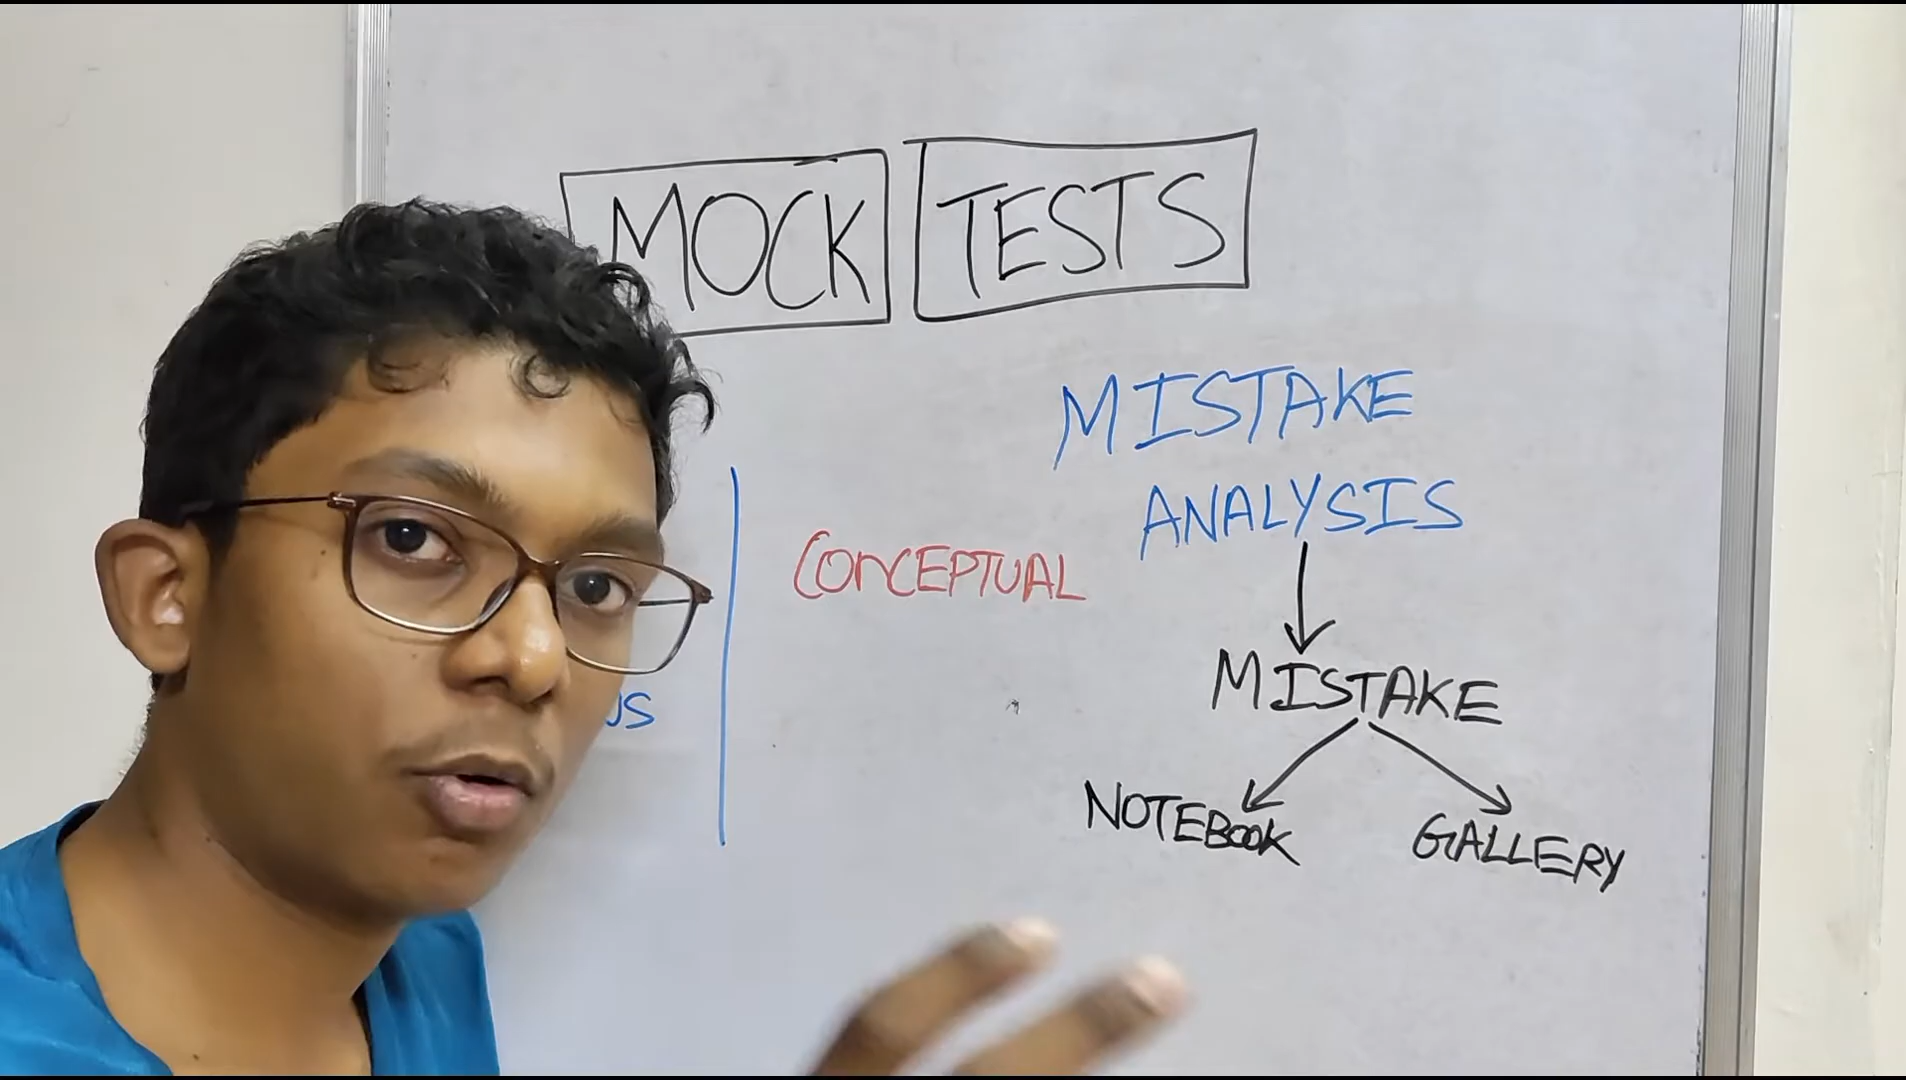 MOCK TESTS
MISTAKE
ANALYSIS
CONCEPTUAL
MISTAKE
NOTEBOOK
GALLERY